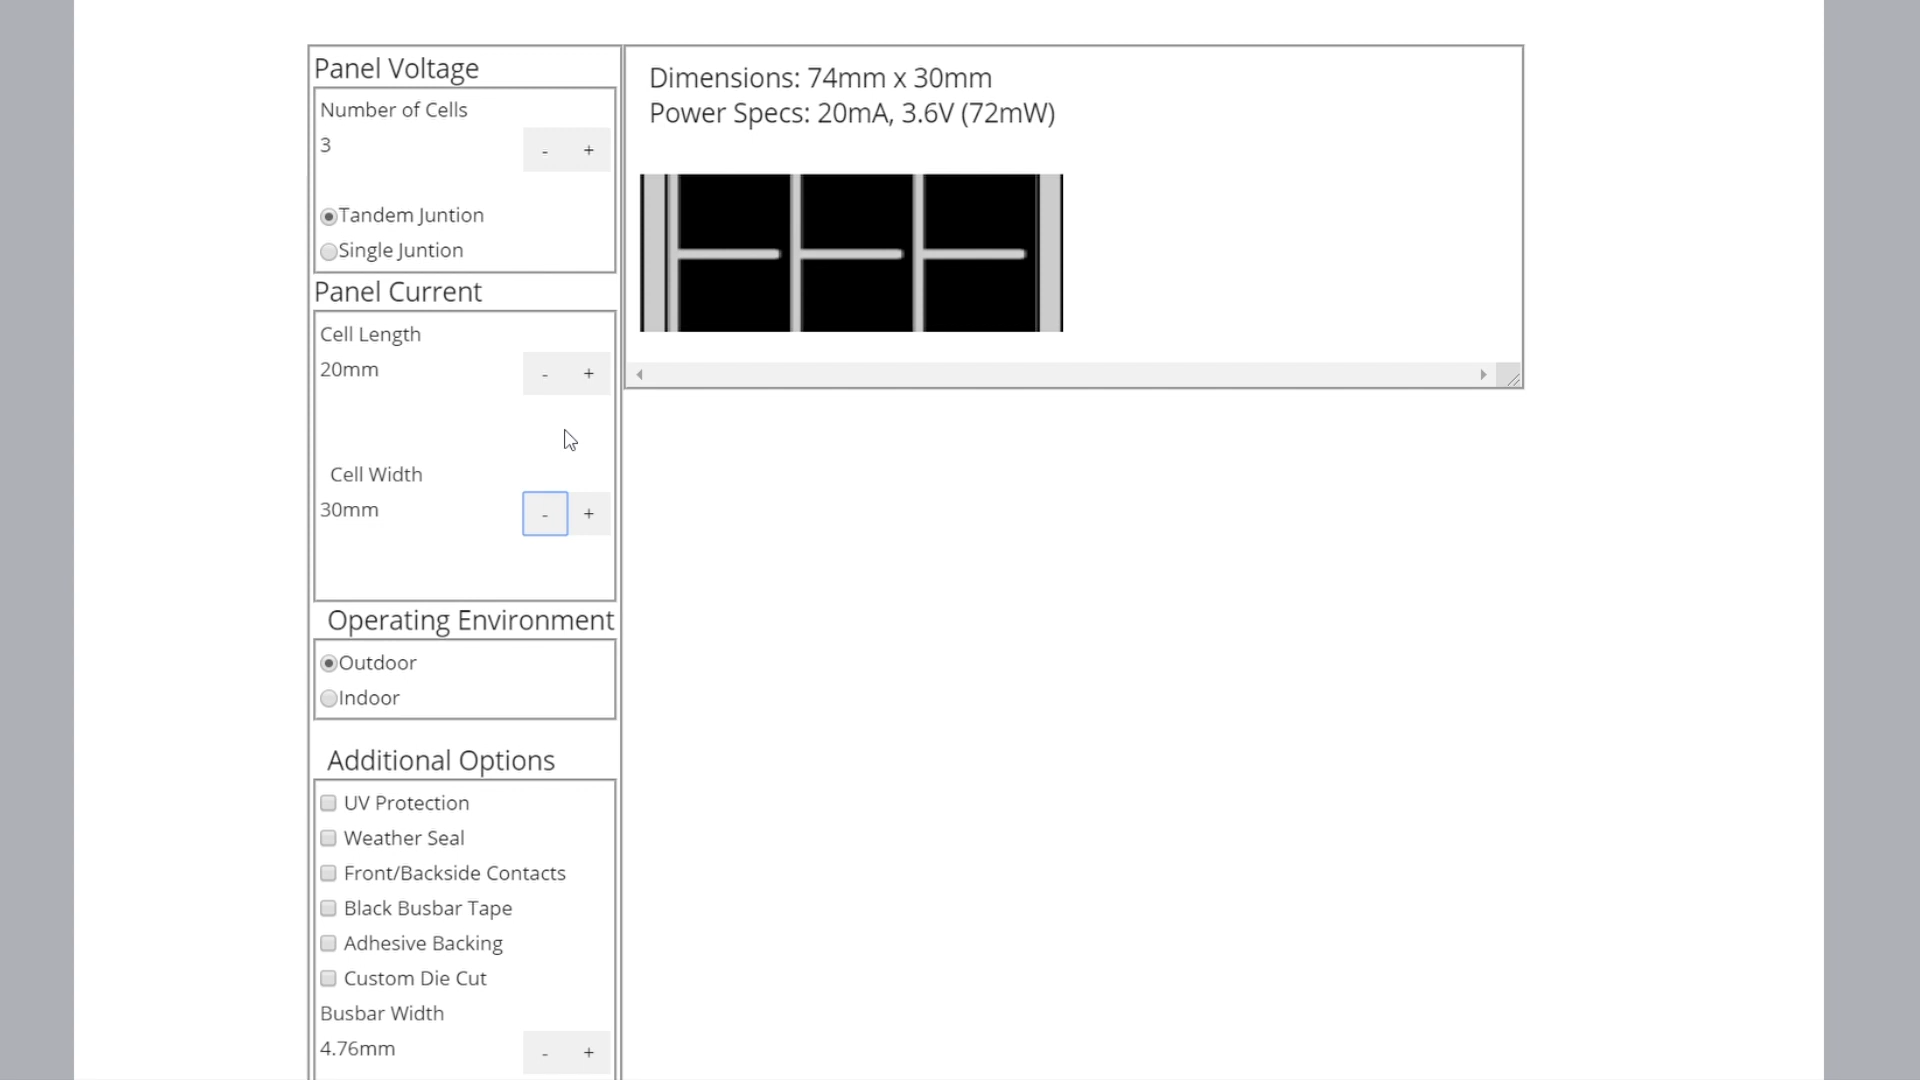 Panel Voltage
Number of Cells
3
- +
Tandem Juntion
Single Juntion
Panel Current
Cell Length
20mm
- +
Cell Width
30mm
- +
Operating Environment
Outdoor
Indoor
Additional Options
UV Protection
Weather Seal
Front/Backside Contacts
Black Busbar Tape
Adhesive Backing
Custom Die Cut
Busbar Width
4.76mm
- +
Dimensions: 74mm x 30mm
Power Specs: 20mA, 3.6V (72mW)